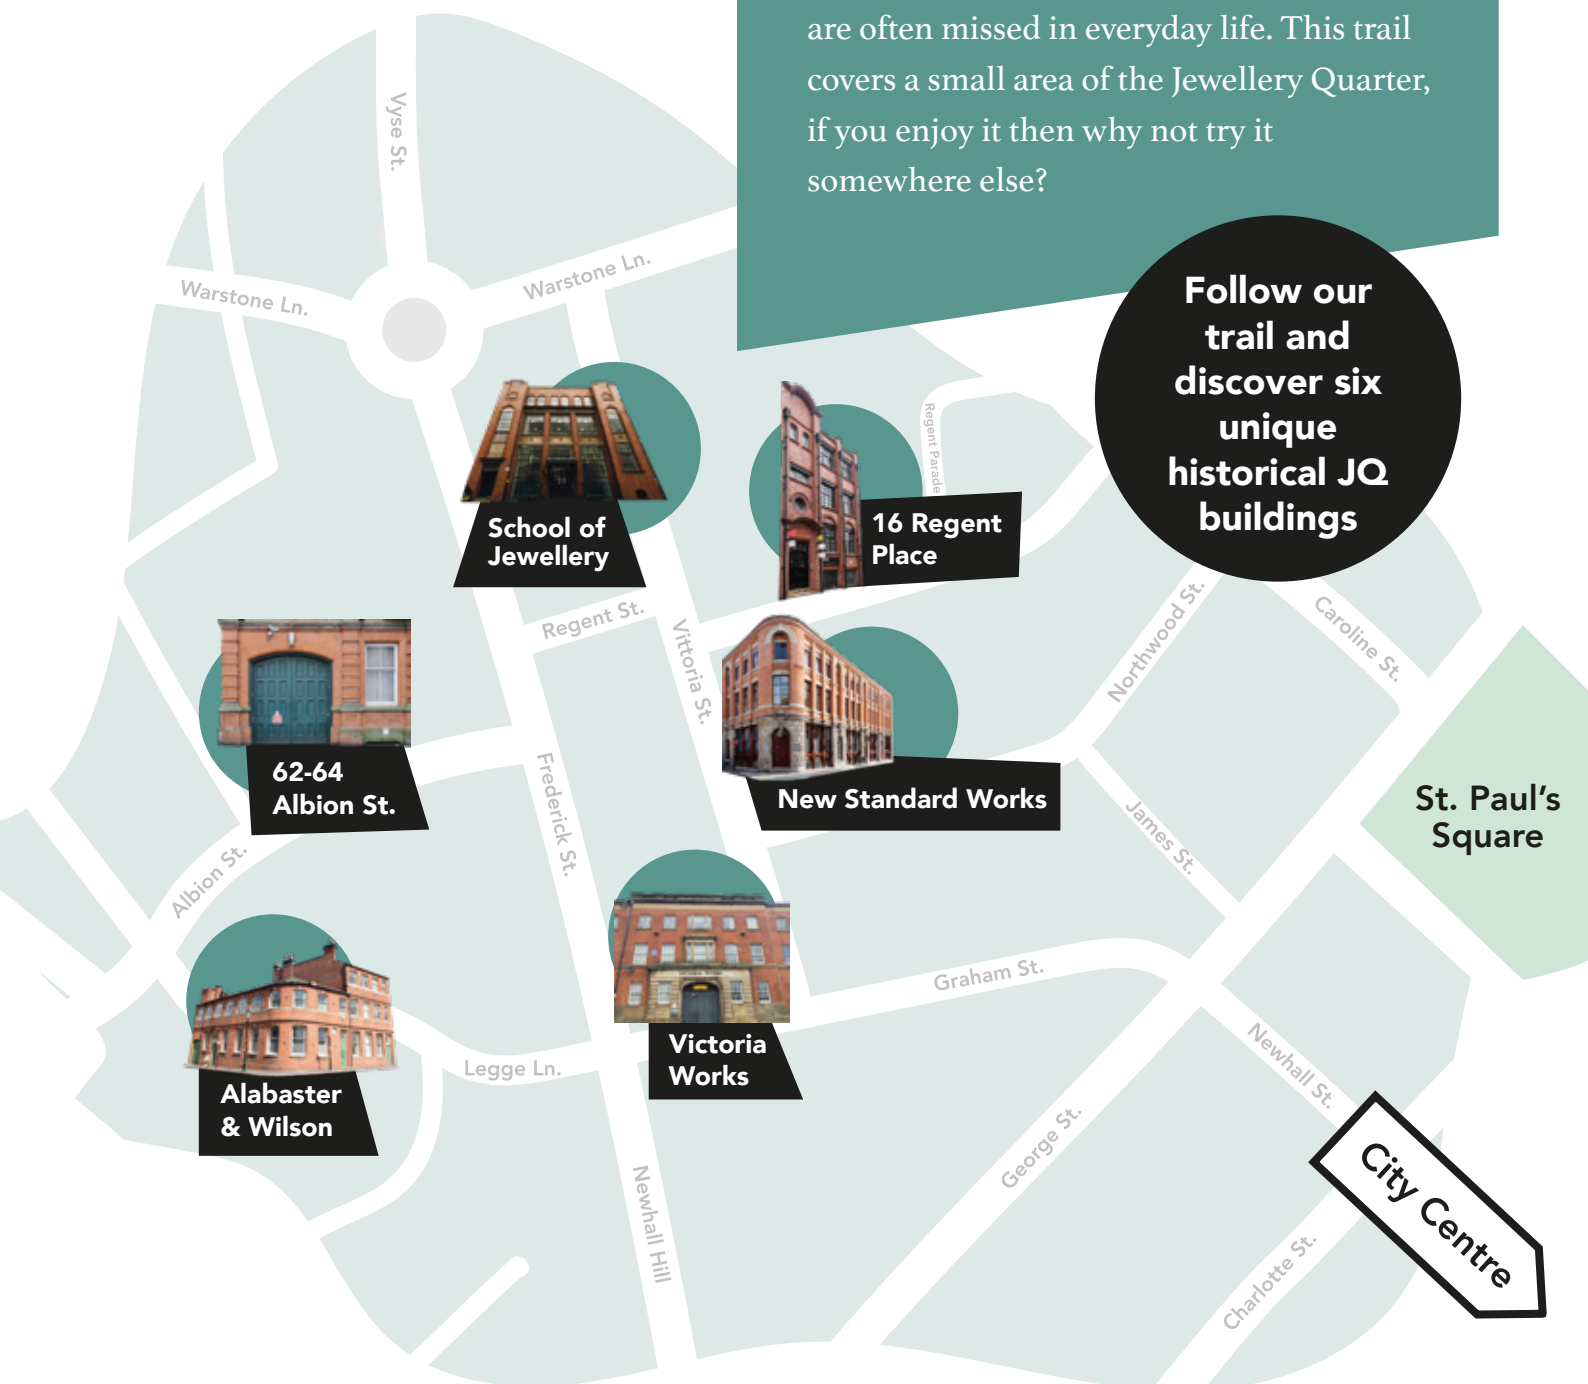 are often missed in everyday life. This trail
covers a small area of the Jewellery Quarter,
if you enjoy it then why not try it
somewhere else?
Follow our
trail and
discover six
unique
historical JQ
buildings
Vyse St.
Warstone Ln.
Warstone Ln.
Regent Parade
School of
Jewellery
16 Regent
Place
Regent St.
Vittoria St.
Northwood St.
Caroline St.
62-64
Albion St.
Frederick St.
New Standard Works
James St.
St. Paul's
Square
Albion St.
Graham St.
Legge Ln.
Victoria
Works
Alabaster
& Wilson
Newhall St.
George St.
Newhall Hill
City Centre
Charlotte St.